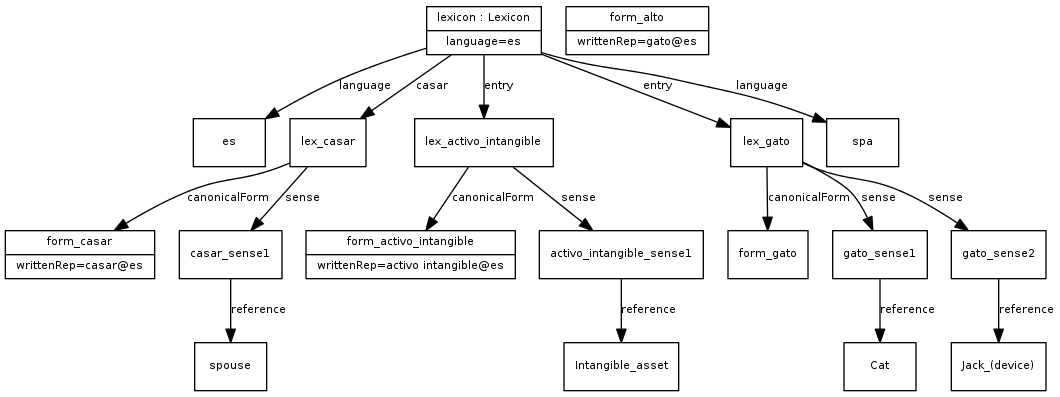 lexicon : Lexicon
form_alto
language=es
writtenRep=gato@es
language
casar
entry
entry
language
es
lex_casar
lex_activo_intangible
lex_gato
spa
canonicalForm
sense
canonicalForm
sense
canonicalForm
sense
sense
form_casar
writtenRep=casar@es
casar_sense1
form_activo_intangible
writtenRep=activo intangible@es
activo_intangible_sense1
form_gato
gato_sense1
gato_sense2
reference
reference
reference
reference
spouse
Intangible_asset
Cat
Jack_(device)